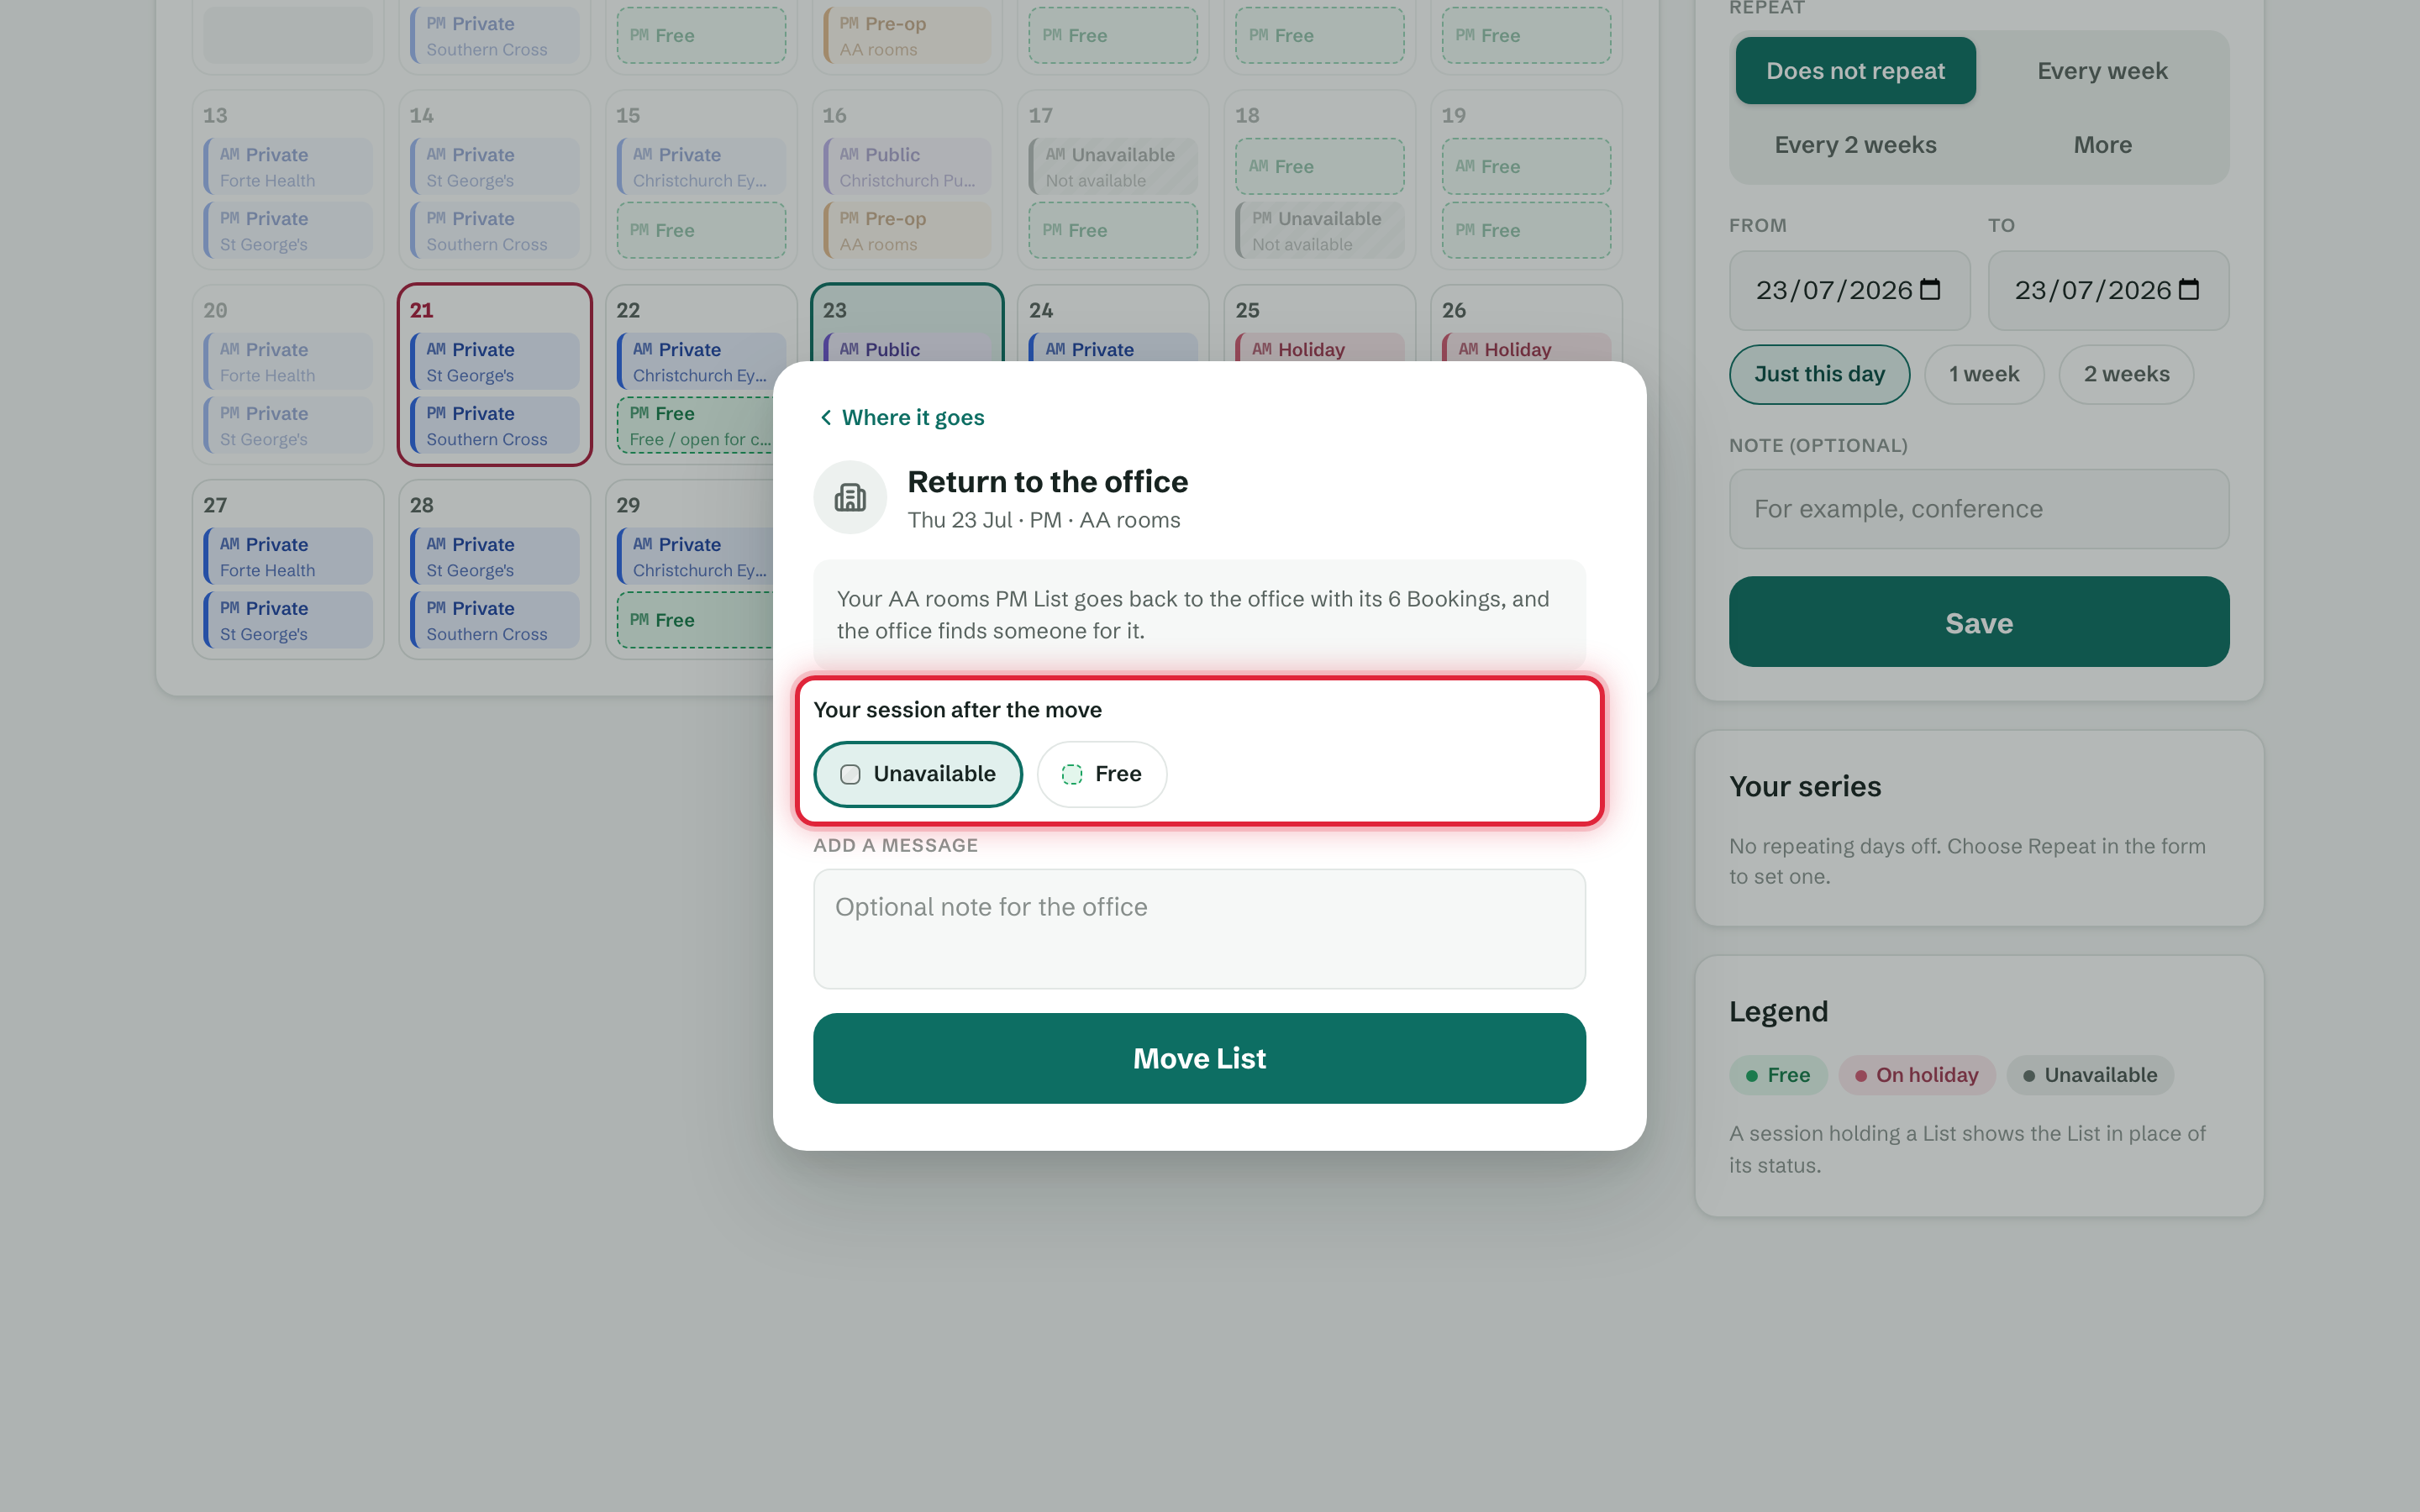 PM Private
Southern Cross
PM Free
PM Pre-op
AA rooms
PM Free
PM Free
PM Free
13
AM Private
Forte Health
PM Private
St George's
14
AM Private
St George's
PM Private
Southern Cross
15
AM Private
Christchurch Ey...
PM Free
16
AM Public
Christchurch Pu...
PM Pre-op
AA rooms
17
AM Unavailable
Not available
PM Free
18
AM Free
PM Unavailable
Not available
19
AM Free
PM Free
20
AM Private
Forte Health
PM Private
St George's
21
AM Private
St George's
PM Private
Southern Cross
22
AM Private
Christchurch Ey...
PM Free
Free / open for c...
23
AM Public
24
AM Private
25
AM Holiday
26
AM Holiday
27
AM Private
Forte Health
PM Private
St George's
28
AM Private
St George's
PM Private
Southern Cross
29
AM Private
Christchurch Ey...
PM Free
Where it goes
Return to the office
Thu 23 Jul · PM · AA rooms
Your AA rooms PM List goes back to the office with its 6 Bookings, and
the office finds someone for it.
Your session after the move
Unavailable
Free
ADD A MESSAGE
Optional note for the office
Move List
REPEAT
Does not repeat
Every week
Every 2 weeks
More
FROM
TO
23/07/2026
23/07/2026
Just this day
1 week
2 weeks
NOTE (OPTIONAL)
For example, conference
Save
Your series
No repeating days off. Choose Repeat in the form
to set one.
Legend
Free
On holiday
Unavailable
A session holding a List shows the List in place of
its status.